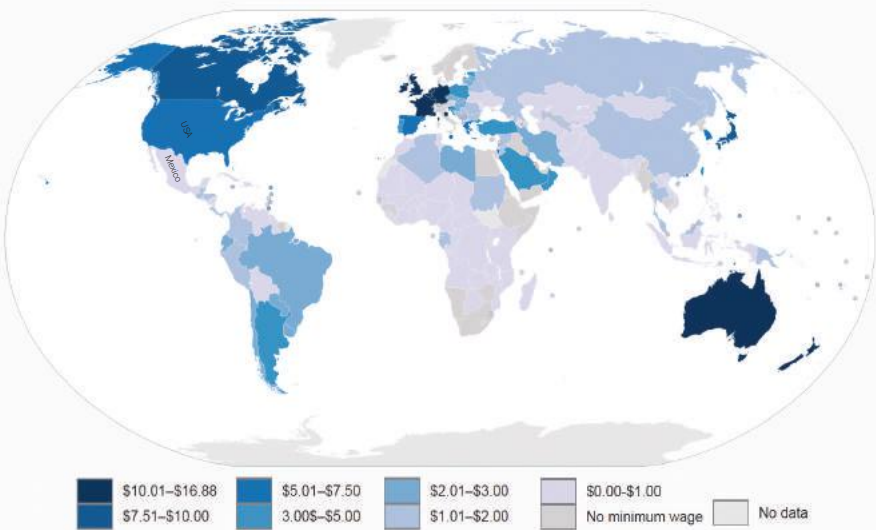 USA
Mexico
$10.01–$16.88
$7.51–$10.00
$5.01–$7.50
3.00$–$5.00
$2.01–$3.00
$1.01–$2.00
$0.00-$1.00
No minimum wage
No data